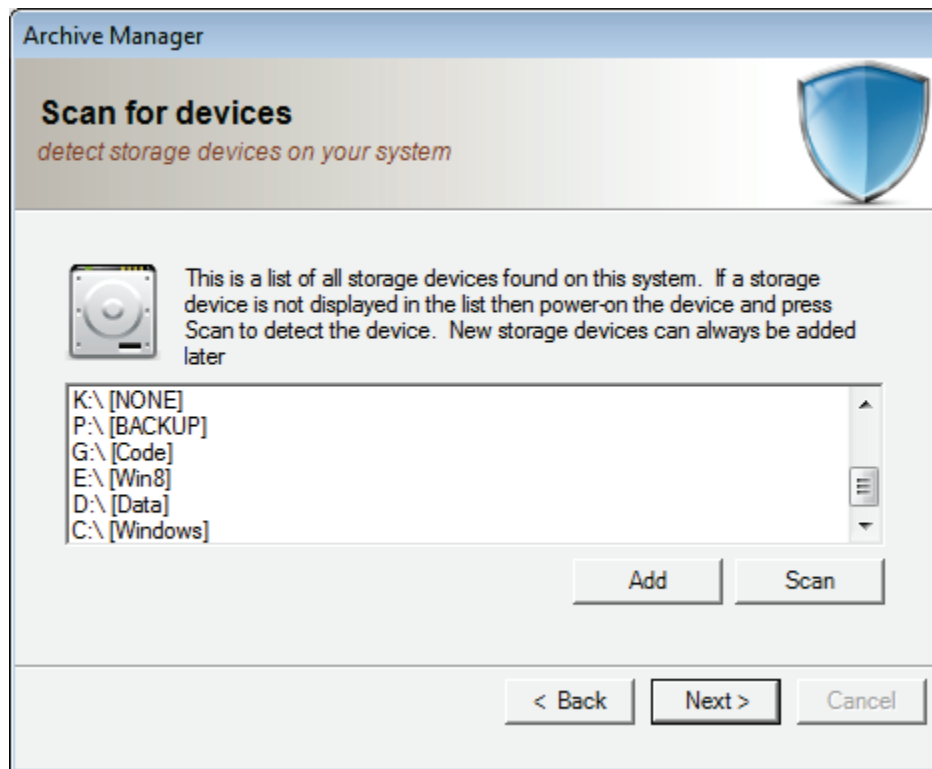 Archive Manager
Scan for devices
detect storage devices on your system
This is a list of all storage devices found on this system.  If a storage
device is not displayed in the list then power-on the device and press
Scan to detect the device.  New storage devices can always be added
later
K:\ [NONE]
P:\ [BACKUP]
G:\ [Code]
E:\ [Win8]
D:\ [Data]
C:\ [Windows]
Add
Scan
< Back
Next >
Cancel